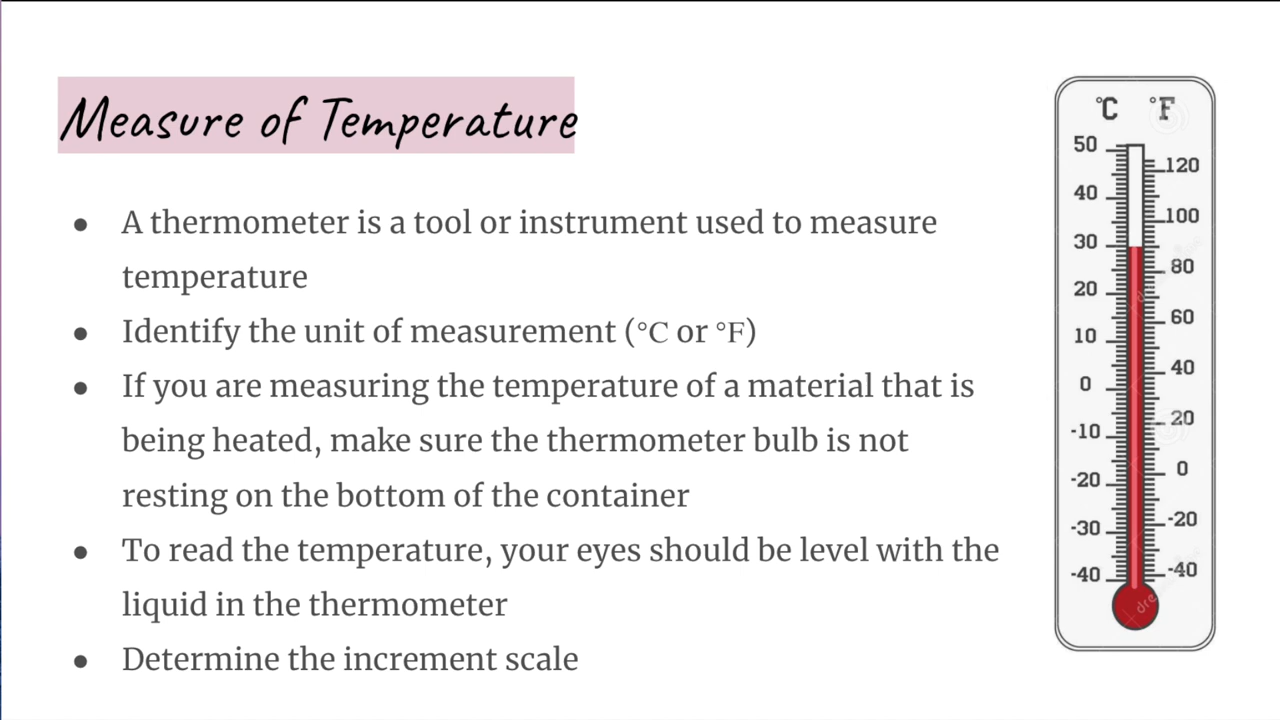 Measure of Temperature
● A thermometer is a tool or instrument used to measure
temperature
● Identify the unit of measurement (°C or °F)
● If you are measuring the temperature of a material that is
being heated, make sure the thermometer bulb is not
resting on the bottom of the container
● To read the temperature, your eyes should be level with the
liquid in the thermometer
● Determine the increment scale
°C °F
50
120
40
100
30
80
20
60
10
40
0
20
-10
0
-20
-20
-30
-40
-40